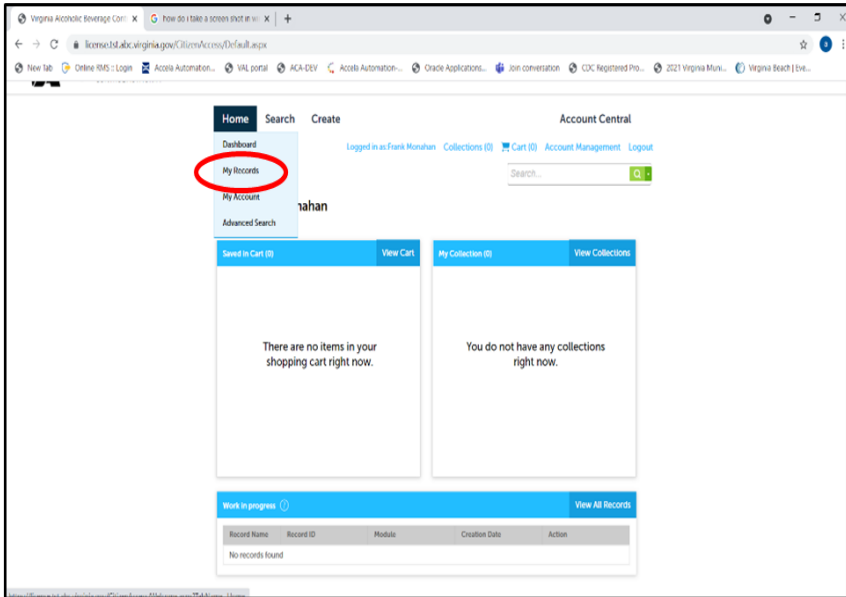 Virginia Alcoholic Beverage Con
how do i take a screen shot in
license.tst.abc.virginia.gov/CitizenAccess/Default.aspx
New Tab Online RMS :: Login Accela Automation... VAL portal ACA-DEV Accela Automation-... Oracle Applications... Join conversation CDC Registered Pro... 2021 Virginia Muni... Virginia Beach | Eve...
Home Search Create Account Central
Dashboard
Logged in as:Frank Monahan Collections (0) Cart (0) Account Management Logout
My Records
Search...
My Account
nahan
Advanced Search
Saved in Cart (0) View Cart My Collection (0) View Collections
There are no items in your
shopping cart right now.
You do not have any collections
right now.
Work in progress ? View All Records
Record Name Record ID Module Creation Date Action
No records found